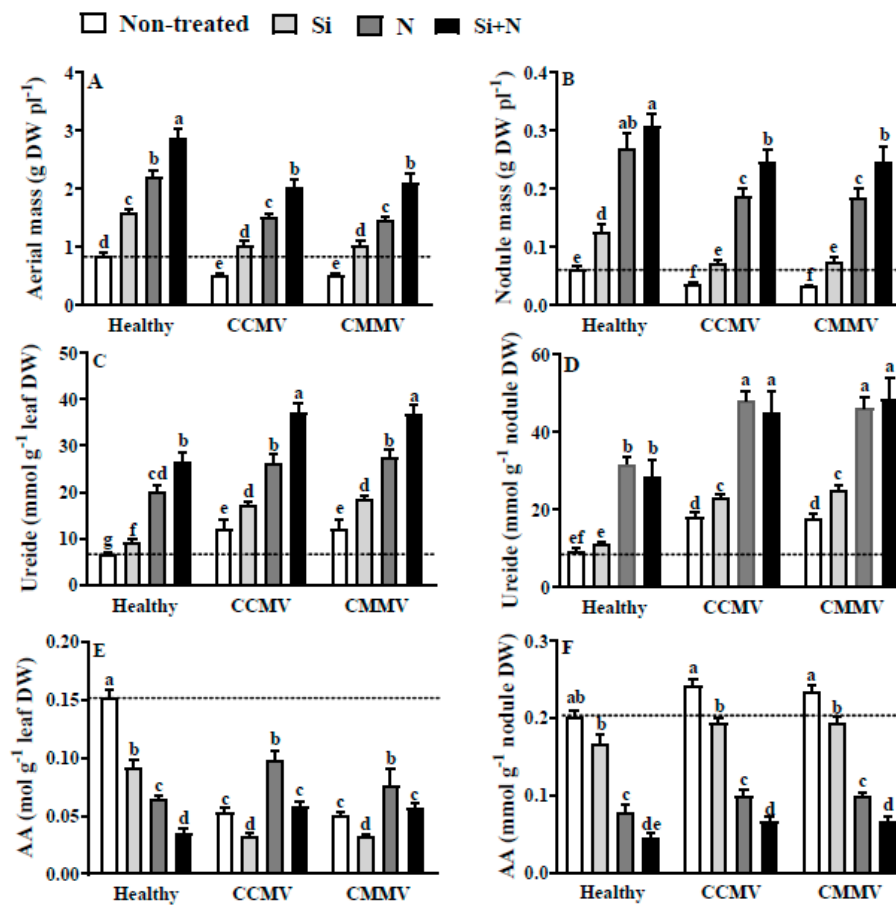 Non-treated Si N Si+N
A
Aerial mass (g DW pl⁻¹)
4
3
2
1
0
d c b a
e d c b
e d c b
Healthy CCMV CMMV
B
Nodule mass (g DW pl⁻¹)
0.4
0.3
0.2
0.1
0.0
e d ab a
f e c b
f e c b
Healthy CCMV CMMV
C
Ureide (mmol g⁻¹ leaf DW)
50
40
30
20
10
0
g f cd b
e d b a
e d b a
Healthy CCMV CMMV
D
Ureide (mmol g⁻¹ nodule DW)
60
40
20
0
ef e b b
d c a a
d c a a
Healthy CCMV CMMV
E
AA (mol g⁻¹ leaf DW)
0.20
0.15
0.10
0.05
0.00
a b c d
c d b c
c d b c
Healthy CCMV CMMV
F
AA (mmol g⁻¹ nodule DW)
0.3
0.2
0.1
0.0
ab b c de
a b c d
a b c d
Healthy CCMV CMMV